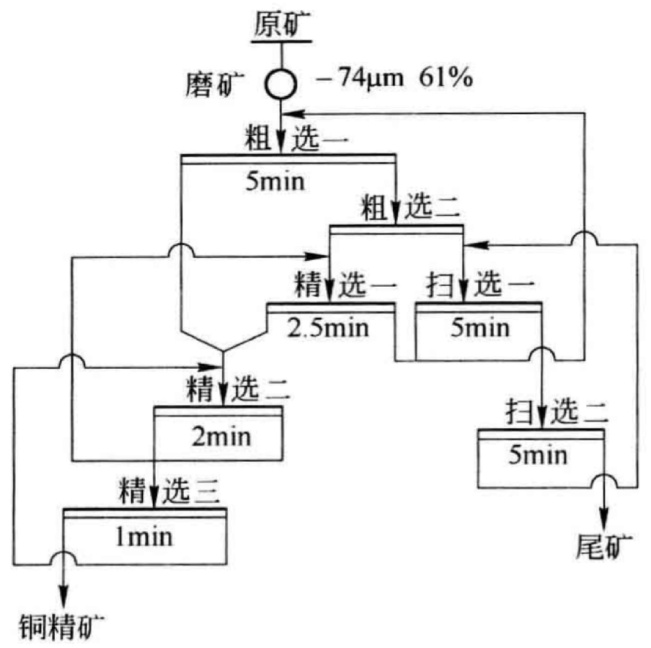 原矿
磨矿 -74μm 61%
粗选一
5min
粗选二
精选一 扫选一
2.5min 5min
精选二 扫选二
2min 5min
精选三
1min 尾矿
铜精矿